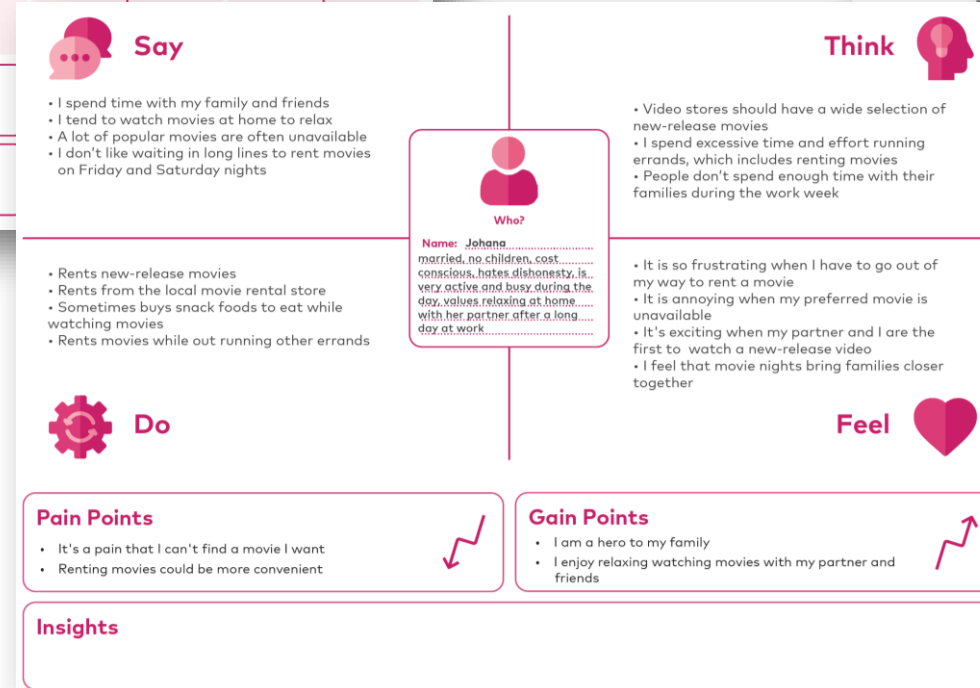 Say
• I spend time with my family and friends
• I tend to watch movies at home to relax
• A lot of popular movies are often unavailable
• I don't like waiting in long lines to rent movies
on Friday and Saturday nights
Think
• Video stores should have a wide selection of
new-release movies
• I spend excessive time and effort running
errands, which includes renting movies
• People don't spend enough time with their
families during the work week
Who?
Name: Johana
married, no children, cost
conscious, hates dishonesty, is
very active and busy during the
day, values relaxing at home
with her partner after a long
day at work
• Rents new-release movies
• Rents from the local movie rental store
• Sometimes buys snack foods to eat while
watching movies
• Rents movies while out running other errands
Do
• It is so frustrating when I have to go out of
my way to rent a movie
• It is annoying when my preferred movie is
unavailable
• It's exciting when my partner and I are the
first to watch a new-release video
• I feel that movie nights bring families closer
together
Feel
Pain Points
• It's a pain that I can't find a movie I want
• Renting movies could be more convenient
Gain Points
• I am a hero to my family
• I enjoy relaxing watching movies with my partner and
friends
Insights